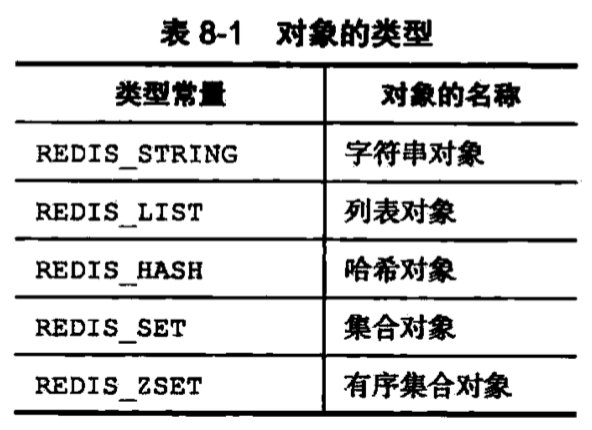 表 8-1 对象的类型
类型常量 对象的名称
REDIS_STRING 字符串对象
REDIS_LIST 列表对象
REDIS_HASH 哈希对象
REDIS_SET 集合对象
REDIS_ZSET 有序集合对象